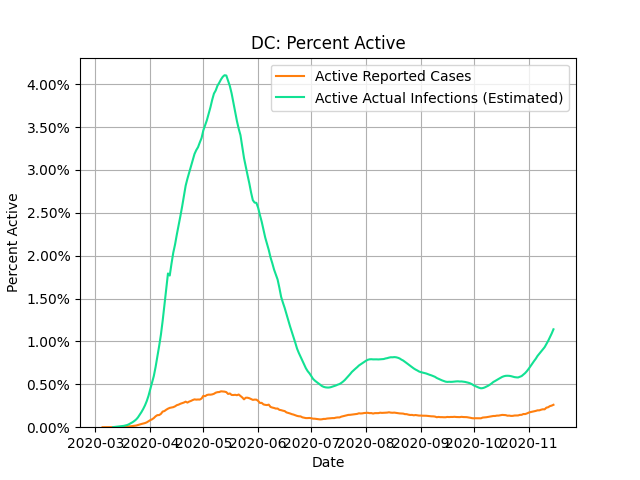 DC: Percent Active
Active Reported Cases
Active Actual Infections (Estimated)
Percent Active
4.00%
3.50%
3.00%
2.50%
2.00%
1.50%
1.00%
0.50%
0.00%
2020-03 2020-04 2020-05 2020-06 2020-07 2020-08 2020-09 2020-10 2020-11
Date